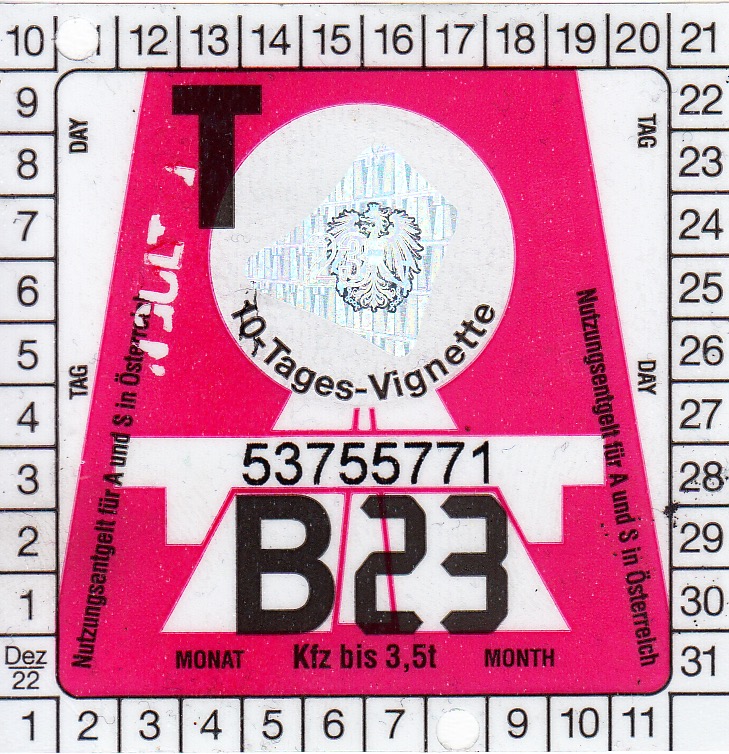 10 12 13 14 15 16 17 18 19 20 21
9 22
8 23
7 24
6 25
5 26
4 27
3 28
2 29
1 30
Dez
22
31
1 2 3 4 5 6 7 9 10 11
DAY
TAG
T
10-Tages-Vignette
TAG
DAY
Nutzungsentgelt für A und S in Österreich
Nutzungsentgelt für A und S in Österreich
53755771
B23
MONAT Kfz bis 3,5t MONTH